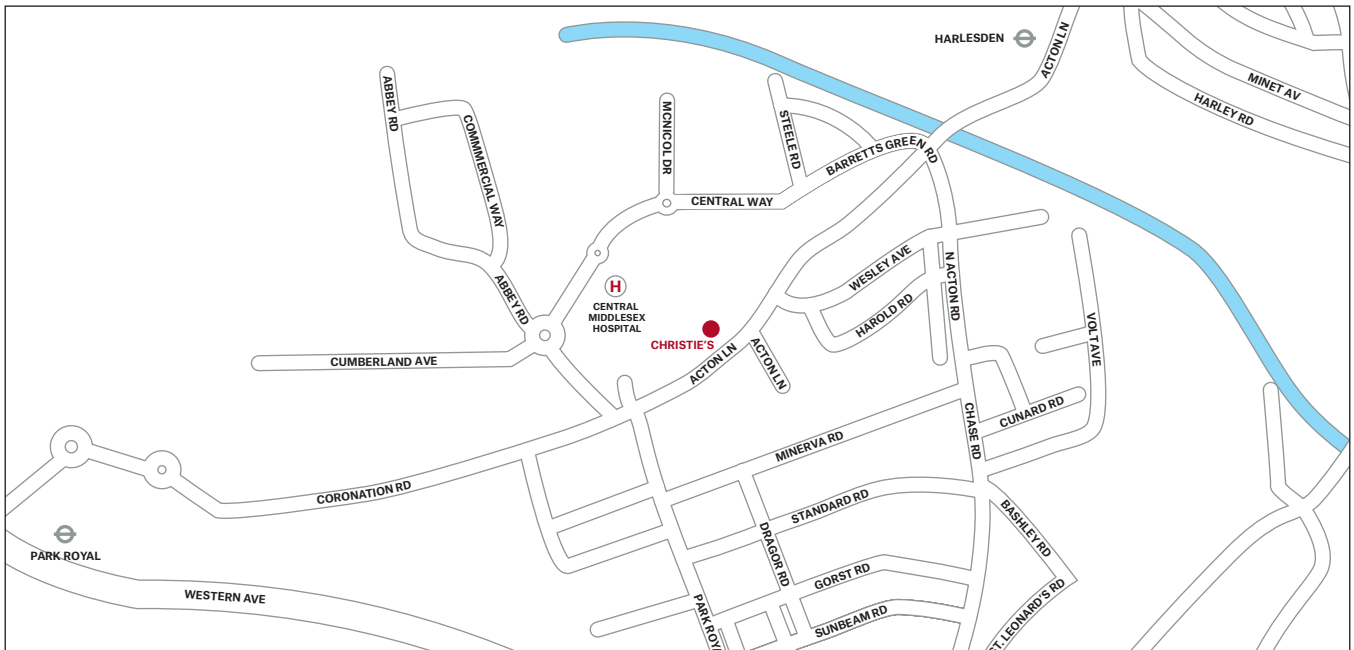 HARLESDEN
ACTON LN
MINET AV
HARLEY RD
ABBEY RD
COMMMERCIAL WAY
MCNICOL DR
STEELE RD
BARRETTS GREEN RD
CENTRAL WAY
WESLEY AVE
N ACTON RD
HAROLD RD
ABBEY RD
H
CENTRAL
MIDDLESEX
HOSPITAL
CHRISTIE'S
ACTON LN
ACTON LN
VOLT AVE
CUMBERLAND AVE
CUNARD RD
CHASE RD
MINERVA RD
CORONATION RD
STANDARD RD
BASHLEY RD
DRAGOR RD
PARK ROYAL
GORST RD
WESTERN AVE
SUNBEAM RD
PARK ROYA
ST. LEONARD'S RD